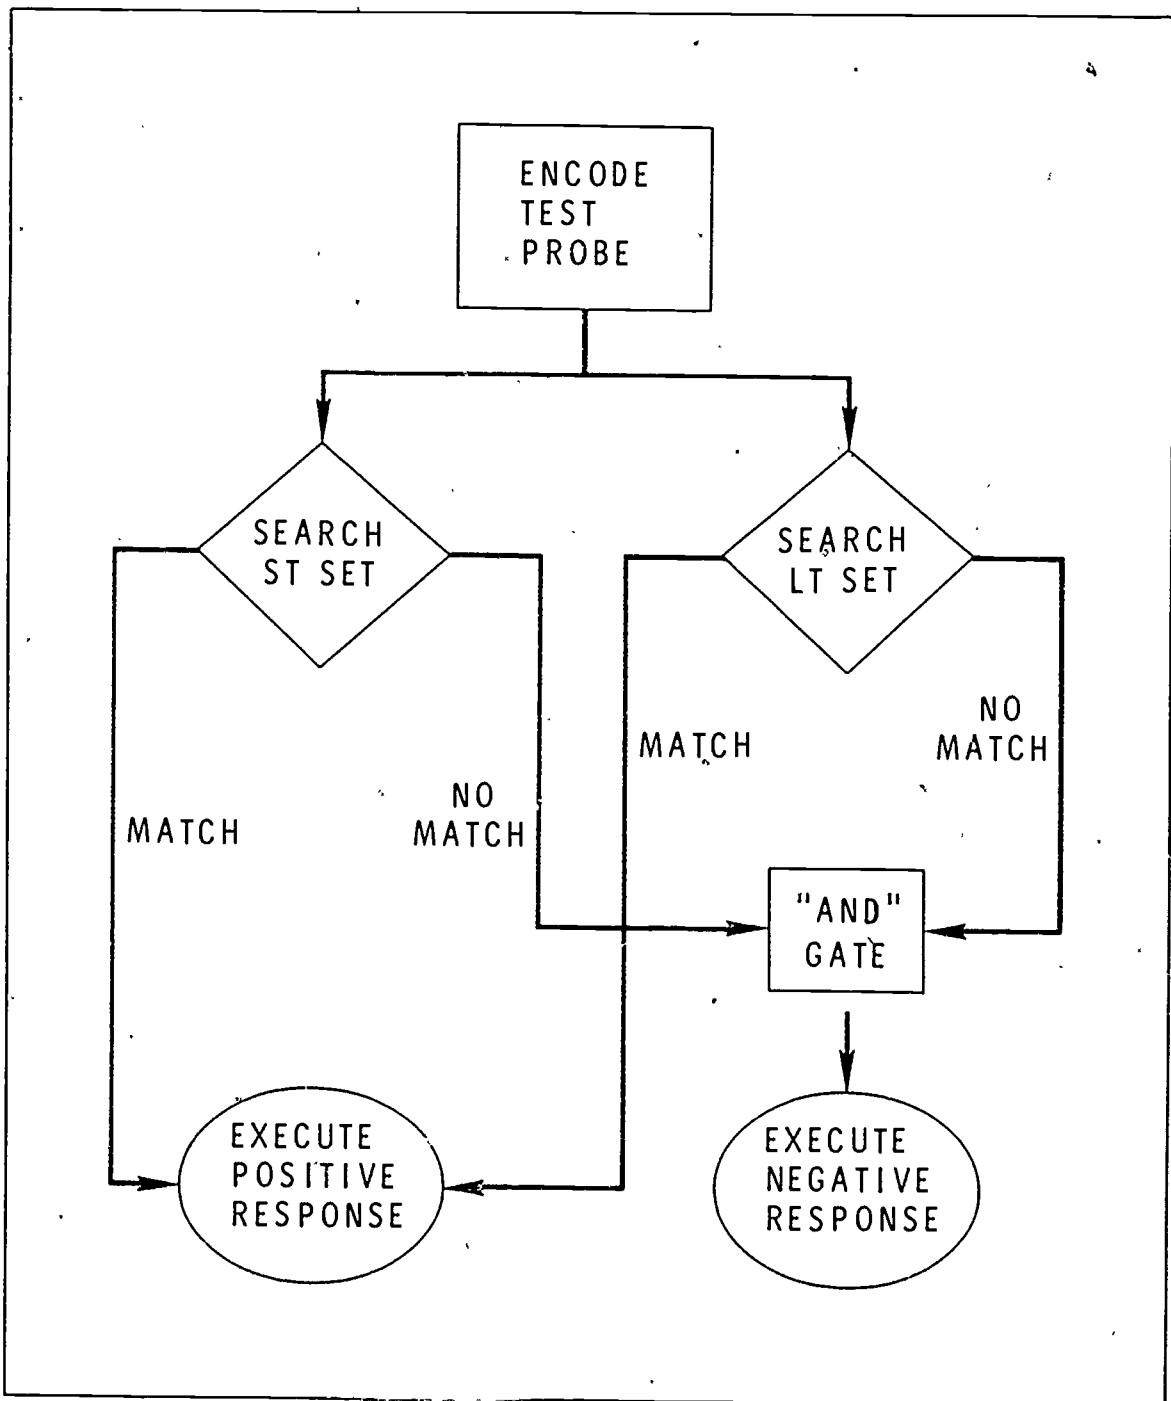 ENCODE
TEST
PROBE
SEARCH
ST SET
SEARCH
LT SET
MATCH
NO
MATCH
MATCH
NO
MATCH
"AND"
GATE
EXECUTE
POSITIVE
RESPONSE
EXECUTE
NEGATIVE
RESPONSE